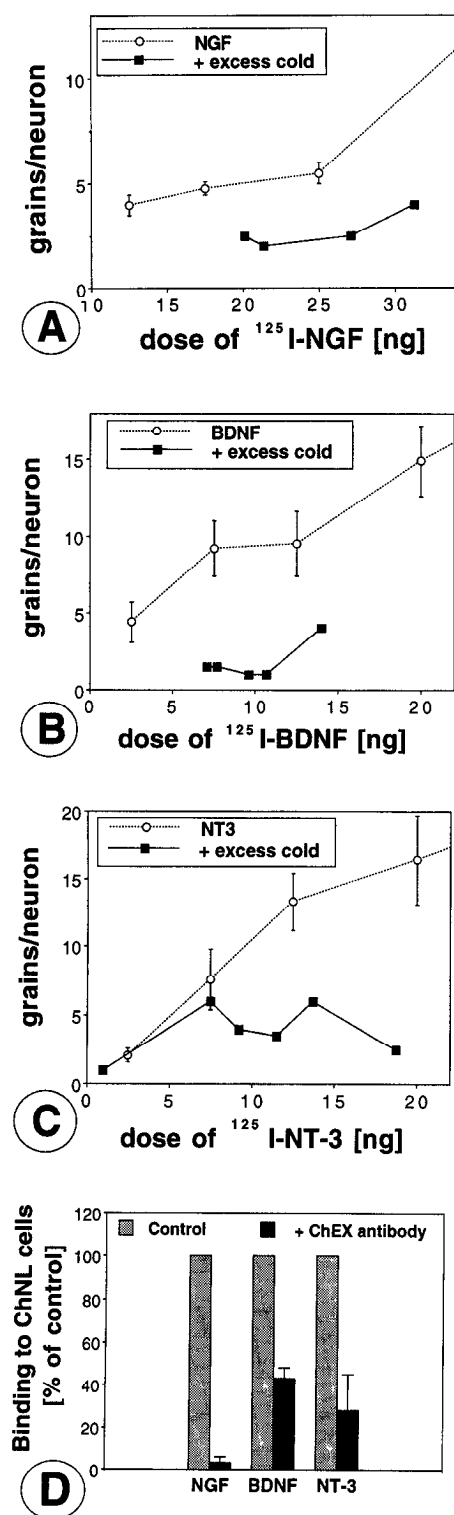 NGF
+ excess cold
10
5
0
grains/neuron
10 15 20 25 30
A
dose of ¹²⁵I-NGF [ng]
BDNF
+ excess cold
15
10
5
0
grains/neuron
0 5 10 15 20
B
dose of ¹²⁵I-BDNF [ng]
NT3
+ excess cold
20
15
10
5
0
grains/neuron
0 5 10 15 20
C
dose of ¹²⁵I-NT-3 [ng]
Control + ChEX antibody
120
100
80
60
40
20
0
Binding to ChNL cells
[% of control]
NGF BDNF NT-3
D